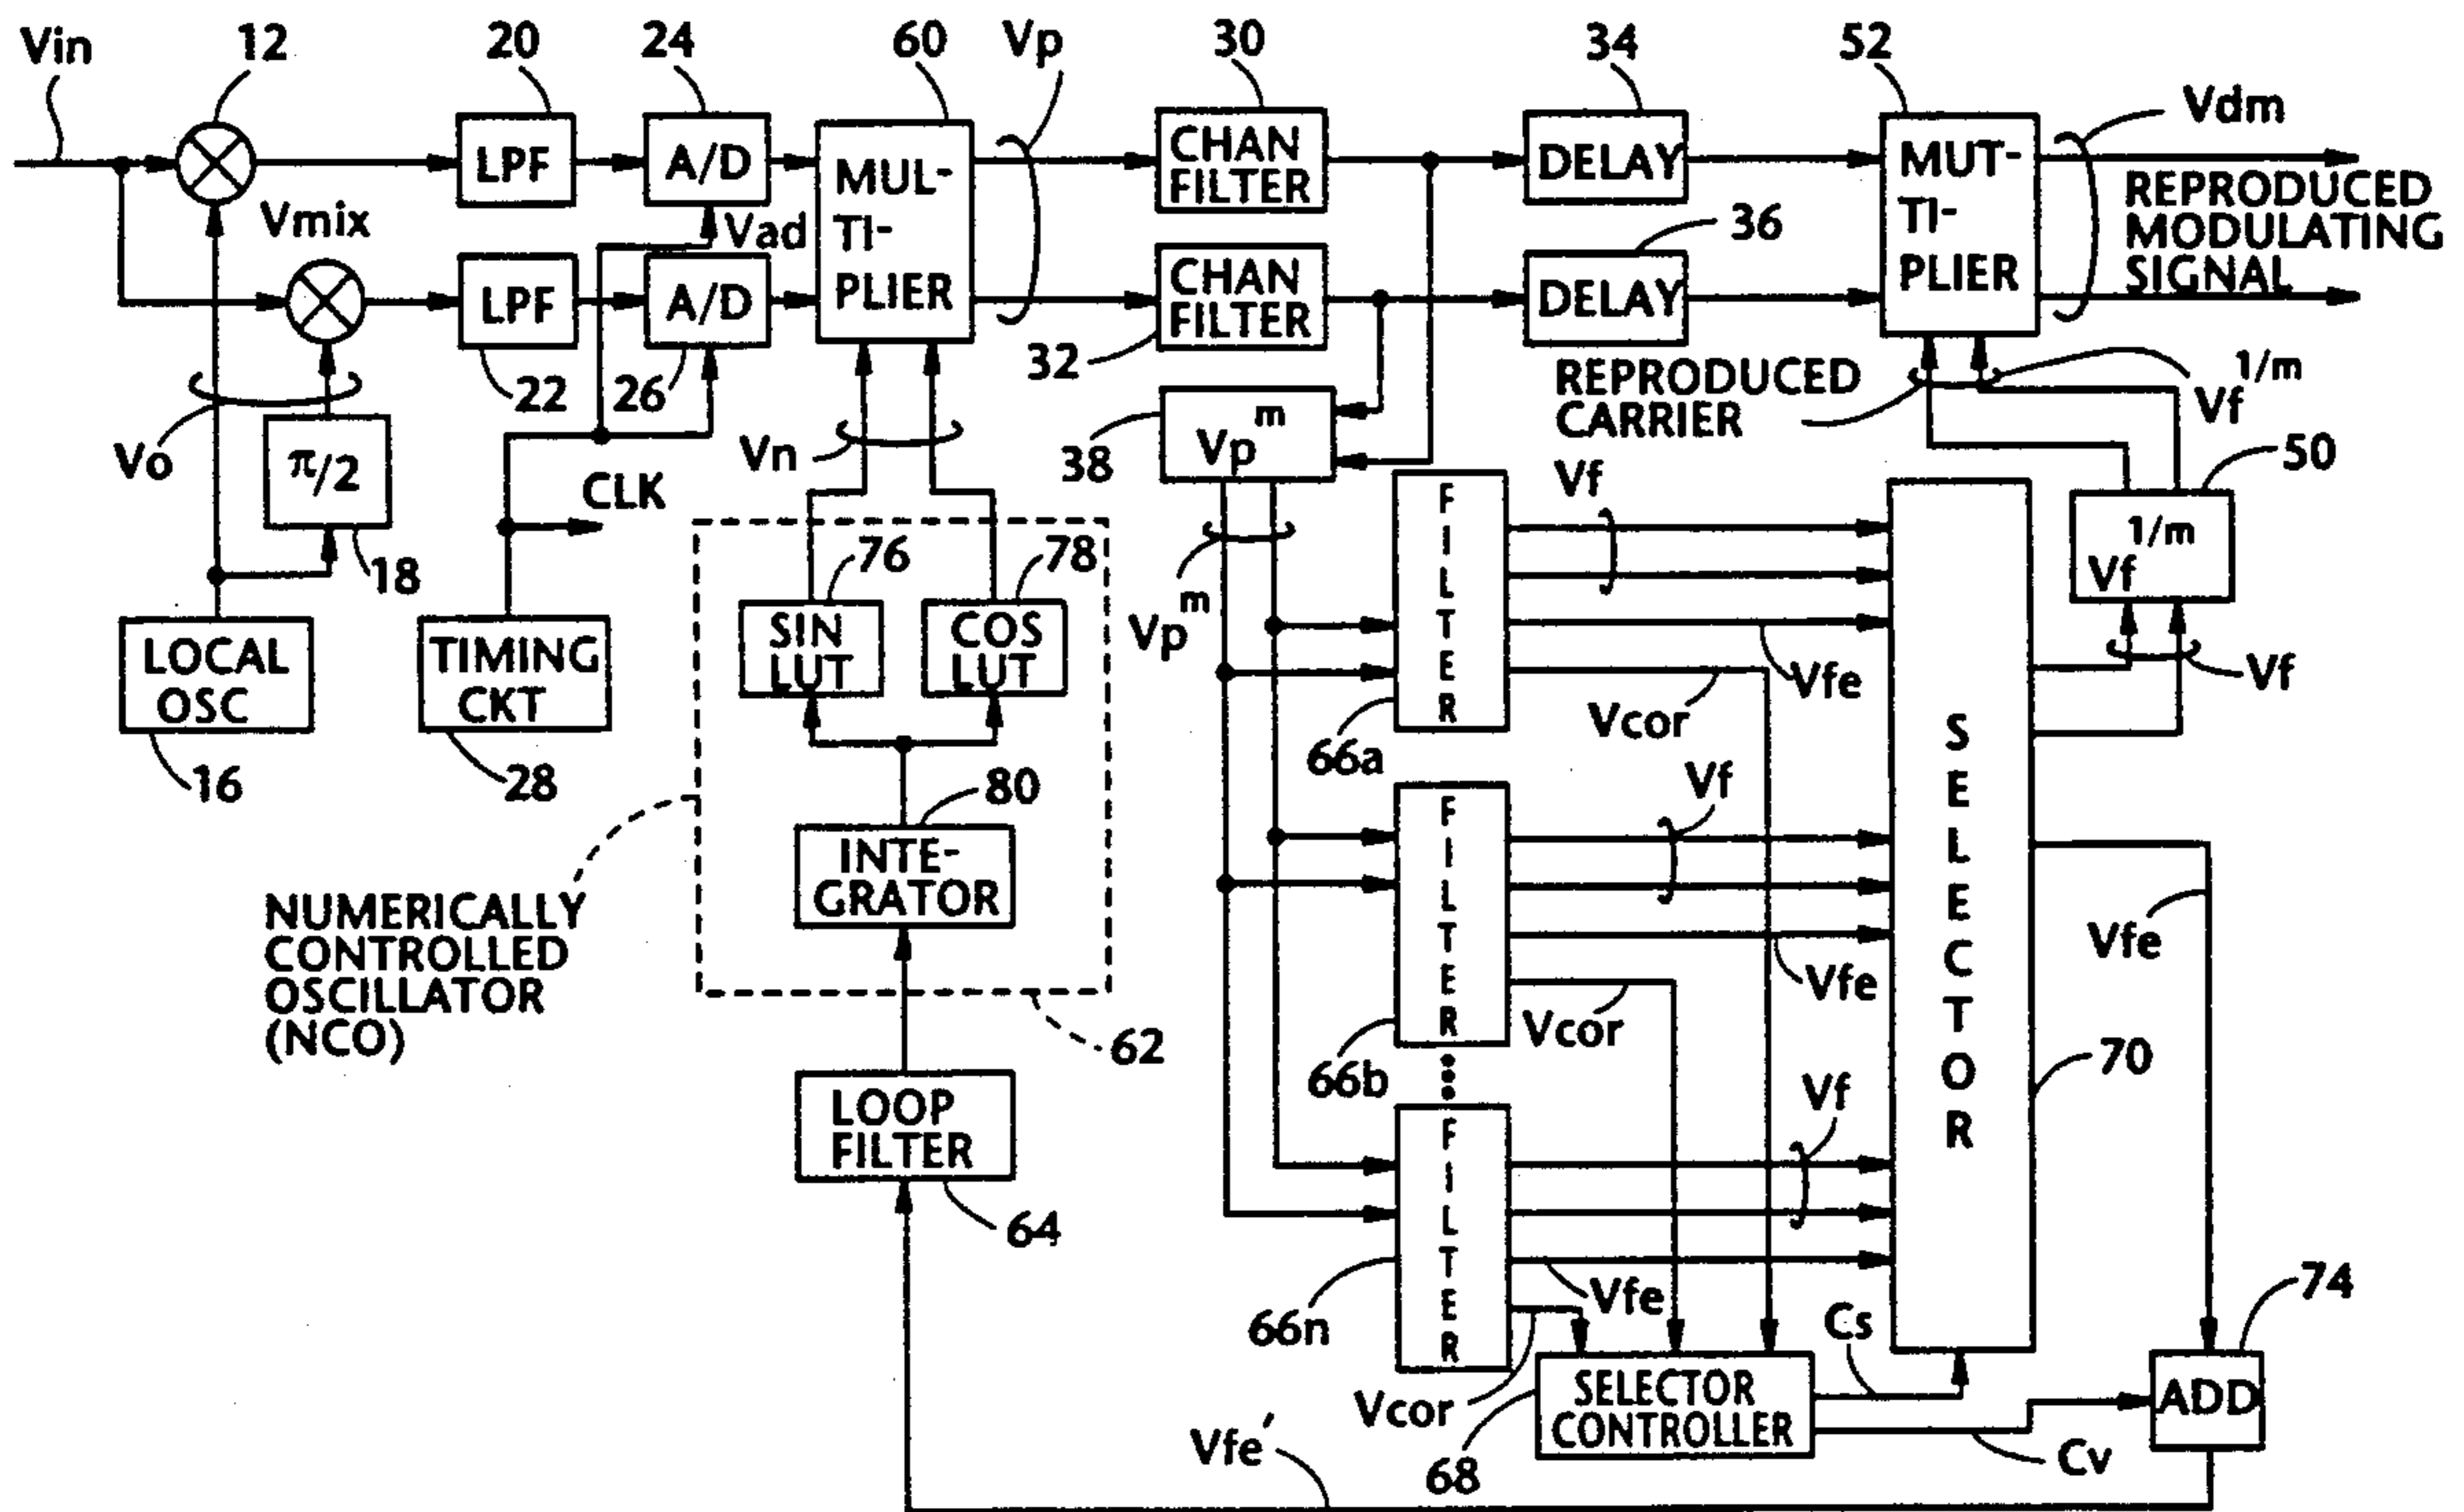 Vin
12
20
24
60
Vp
30
34
52
Vdm
LPF
A/D
MUL-
TI-
PLIER
CHAN
FILTER
DELAY
MUT-
TI-
PLIER
REPRODUCED
MODULATING
SIGNAL
Vmix
Vad
36
LPF
A/D
CHAN
FILTER
DELAY
22
26
32
REPRODUCED
CARRIER
Vf 1/m
Vo
π/2
18
CLK
Vn
38
Vp m
Vf
50
Vf 1/m
Vp m
76
78
SIN
LUT
COS
LUT
LOCAL
OSC
16
TIMING
CKT
28
FILTER
66a
Vfe
Vcor
Vf
80
INTE-
GRATOR
NUMERICALLY
CONTROLLED
OSCILLATOR
(NCO)
62
Vf
FILTER
66b
Vfe
Vcor
SELECTOR
70
Vfe
LOOP
FILTER
64
Vf
FILTER
66n
Vfe
Vcor
Cs
74
SELECTOR
CONTROLLER
68
ADD
Cv
Vfe′